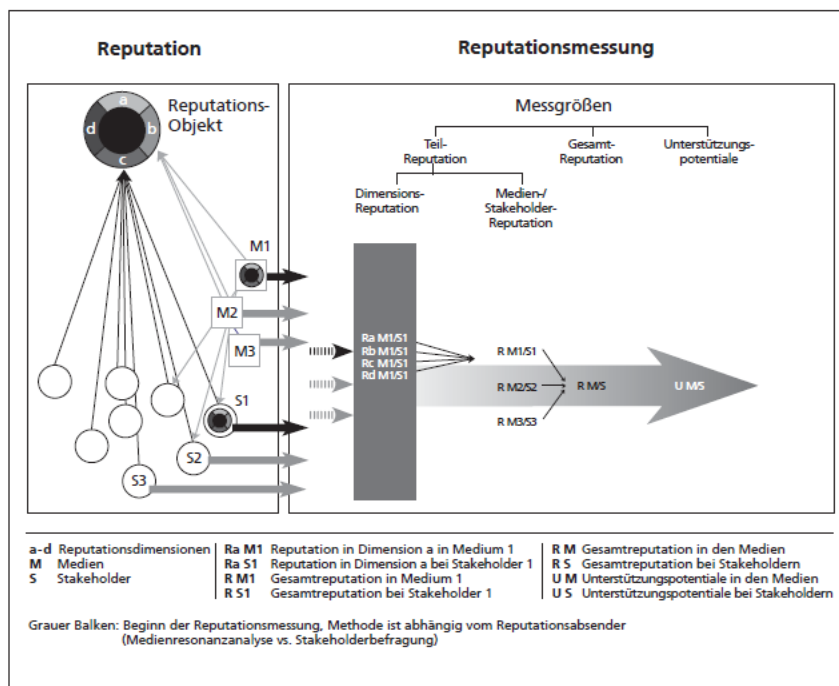 Reputation
Reputationsmessung
a
b
c
d
Reputations-
Objekt
M1
M2
M3
S1
S2
S3
Messgrößen
Teil-
Reputation
Gesamt-
Reputation
Unterstützungs-
potentiale
Dimensions-
Reputation
Medien-/
Stakeholder-
Reputation
Ra M1/S1
Rb M1/S1
Rc M1/S1
Rd M1/S1
R M1/S1
R M2/S2
R M3/S3
R M/S
U M/S
a-d Reputationsdimensionen
M Medien
S Stakeholder
Ra M1 Reputation in Dimension a in Medium 1
Ra S1 Reputation in Dimension a bei Stakeholder 1
R M1 Gesamtreputation in Medium 1
R S1 Gesamtreputation bei Stakeholder 1
R M Gesamtreputation in den Medien
R S Gesamtreputation bei Stakeholdern
U M Unterstützungspotentiale in den Medien
U S Unterstützungspotentiale bei Stakeholdern
Grauer Balken: Beginn der Reputationsmessung, Methode ist abhängig vom Reputationsabsender
(Medienresonanzanalyse vs. Stakeholderbefragung)